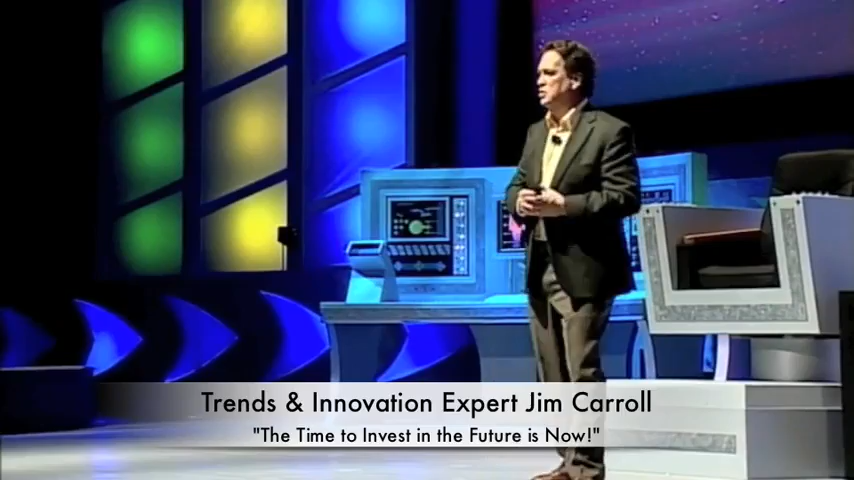 Trends & Innovation Expert Jim Carroll
"The Time to Invest in the Future is Now!"